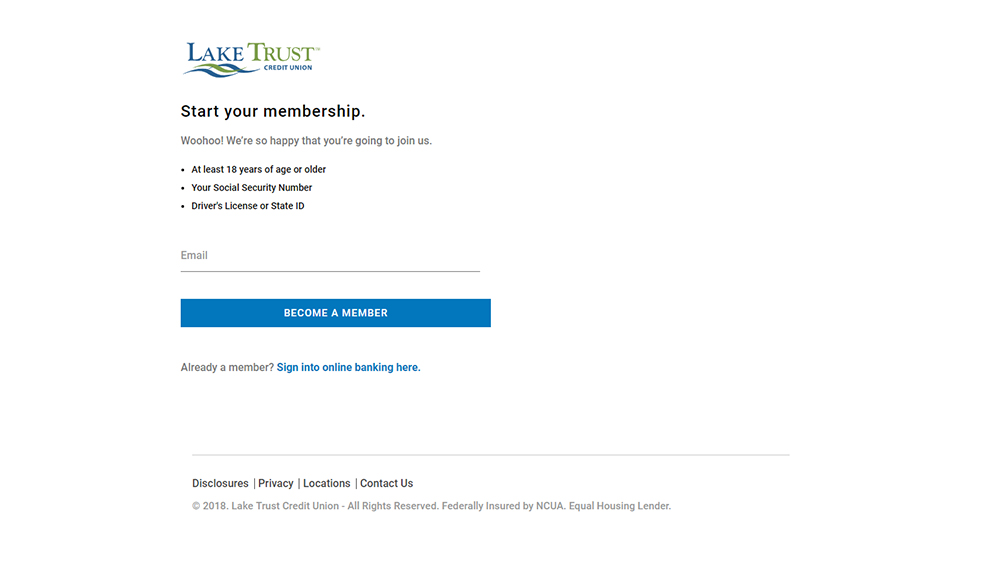 LAKE TRUST™
CREDIT UNION
Start your membership.
Woohoo! We're so happy that you're going to join us.
• At least 18 years of age or older
• Your Social Security Number
• Driver's License or State ID
Email
BECOME A MEMBER
Already a member? Sign into online banking here.
Disclosures | Privacy | Locations | Contact Us
© 2018. Lake Trust Credit Union - All Rights Reserved. Federally Insured by NCUA. Equal Housing Lender.